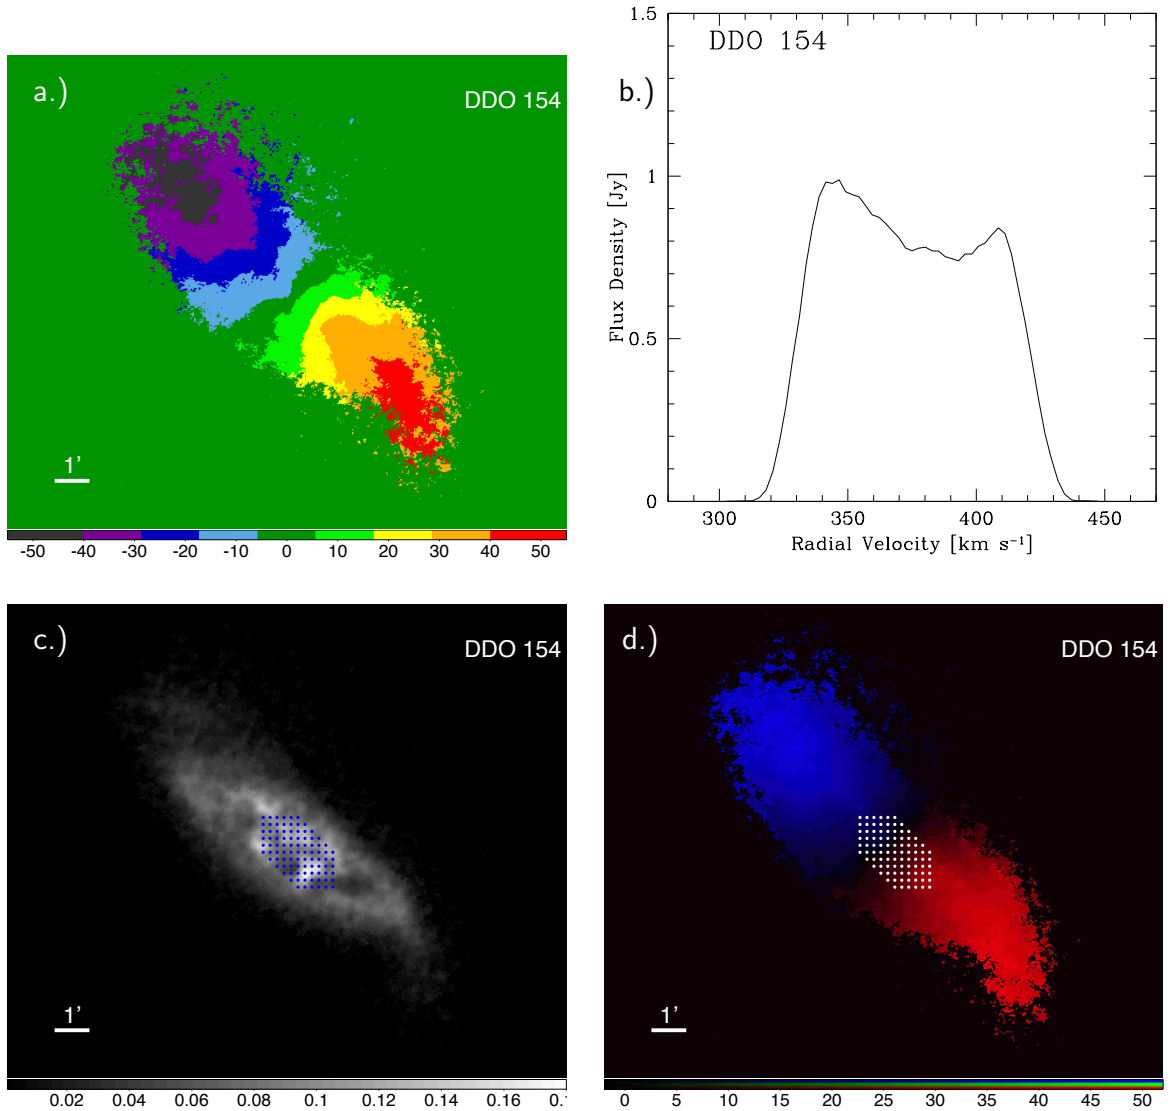 a.)
DDO 154
1'
-50 -40 -30 -20 -10 0 10 20 30 40 50
b.)
DDO 154
1.5
1
0.5
0
Flux Density [Jy]
300 350 400 450
Radial Velocity [km s⁻¹]
c.)
DDO 154
1'
0.02 0.04 0.06 0.08 0.1 0.12 0.14 0.16
d.)
DDO 154
1'
0 5 10 15 20 25 30 35 40 45 50